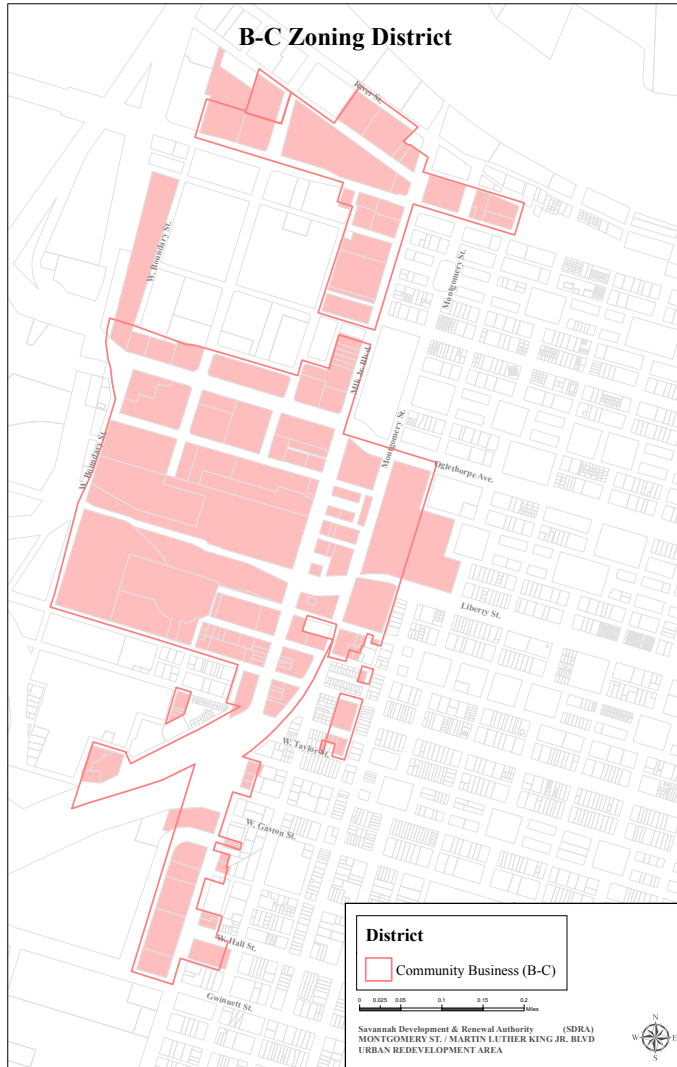 B-C Zoning District
River St.
W. Boundary St.
Montgomery St.
Mlk Jr. Blvd.
Montgomery St.
W. Boundary St.
Oglethorpe Ave.
Liberty St.
W. Taylor St.
W. Gaston St.
W. Hall St.
Gwinnett St.
District
Community Business (B-C)
0 0.025 0.05 0.1 0.15 0.2
Miles
Savannah Development & Renewal Authority (SDRA)
MONTGOMERY ST. / MARTIN LUTHER KING JR. BLVD
URBAN REDEVELOPMENT AREA
N
W E
S